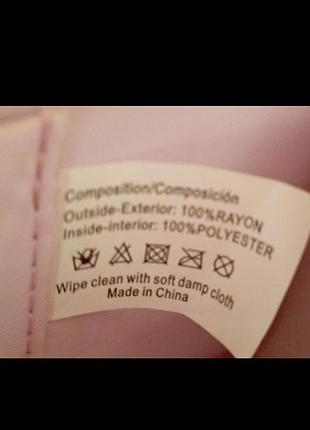 Composition/Composición
Outside-Exterior: 100%RAYON
Inside-interior: 100%POLYESTER
Wipe clean with soft damp cloth
Made in China